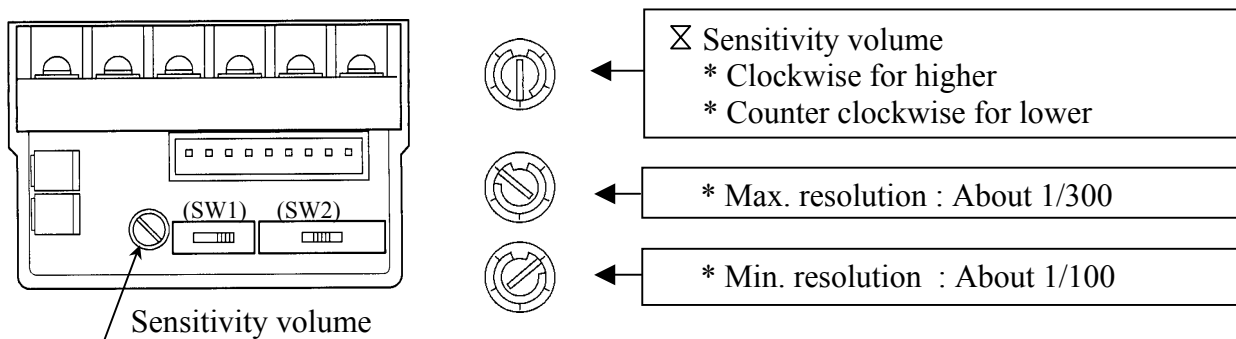 ⧖ Sensitivity volume
* Clockwise for higher
* Counter clockwise for lower
* Max. resolution : About 1/300
(SW1) (SW2)
* Min. resolution : About 1/100
Sensitivity volume